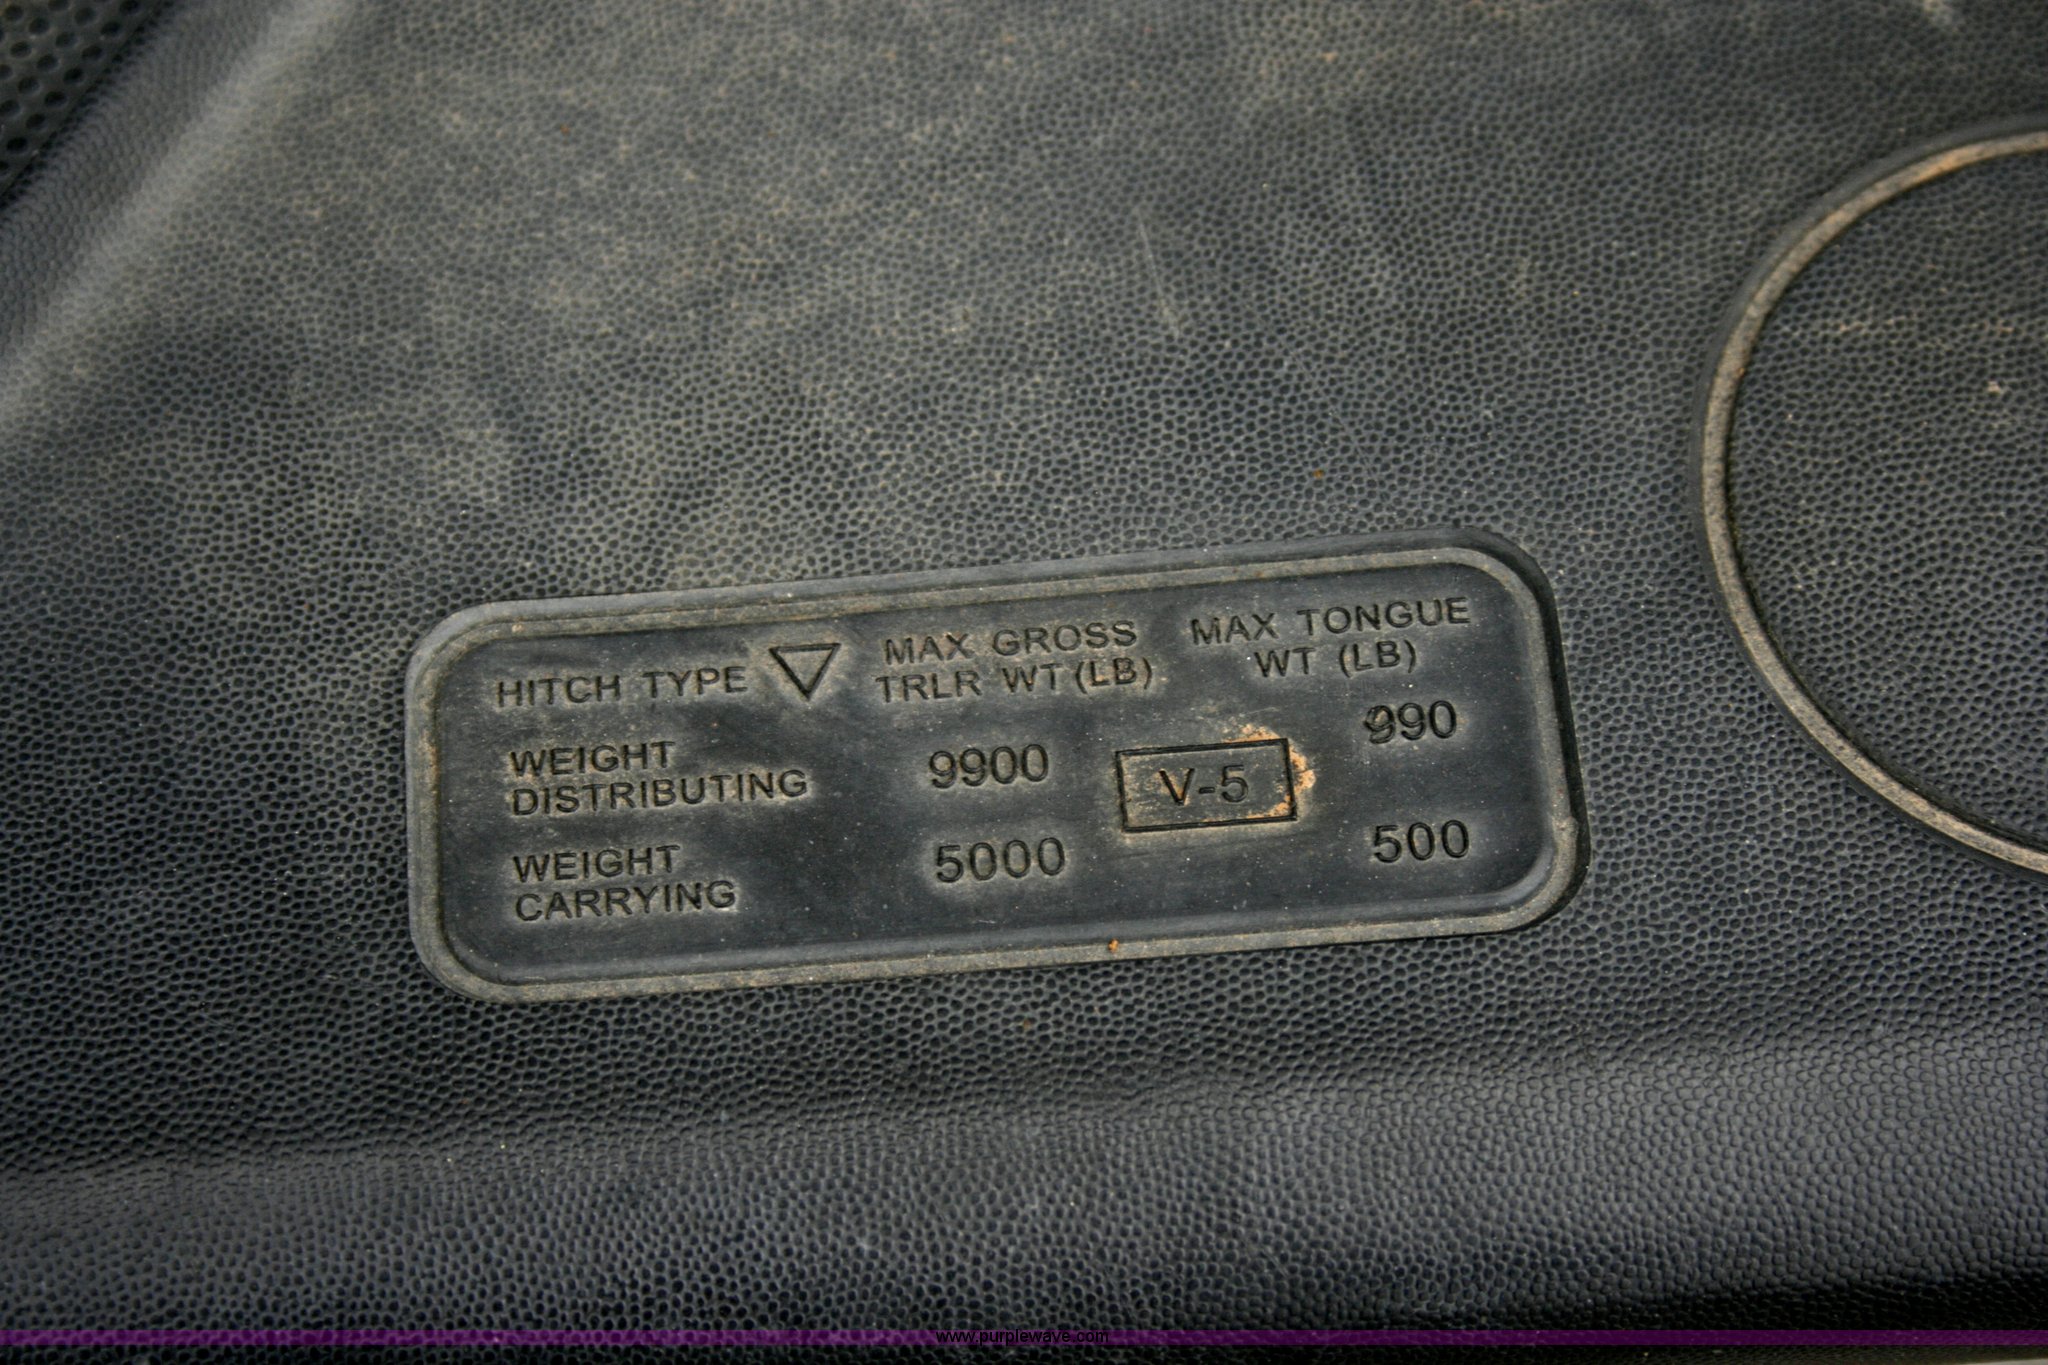 HITCH TYPE
MAX GROSS
TRLR WT (LB)
MAX TONGUE
WT (LB)
WEIGHT
DISTRIBUTING
9900
V-5
990
WEIGHT
CARRYING
5000
500
www.purplewave.com